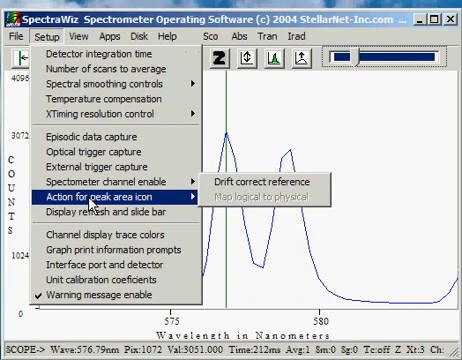 SpectraWiz Spectrometer Operating Software (c) 2004 StellarNet-Inc.com ...
File Setup View Apps Disk Help Sco Abs Tran Irad
Detector integration time
Number of scans to average
Spectral smoothing controls
Temperature compensation
XTiming resolution control
Episodic data capture
Optical trigger capture
External trigger capture
Spectrometer channel enable
Action for peak area icon
Display refresh and slide bar
Channel display trace colors
Graph print information prompts
Interface port and detector
Unit calibration coeficients
Warning message enable
Drift correct reference
Map logical to physical
4096
3072
COUNTS
1024
0
575 580
Wavelength in Nanometers
SCOPE-> Wave:576.79nm Pix:1072 Val:3051.000 Time:212ms Avg:1 Sm:0 Sg:0 Tc:off Z Xt:3 Ch: